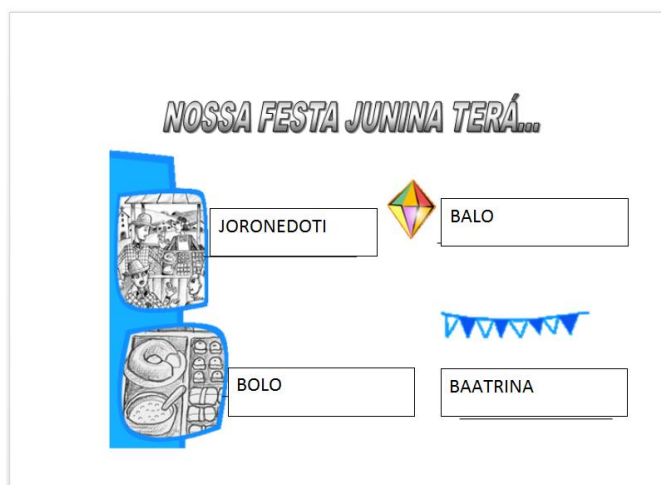 NOSSA FESTA JUNINA TERÁ...
JORONEDOTI
BALO
BOLO
BAATRINA